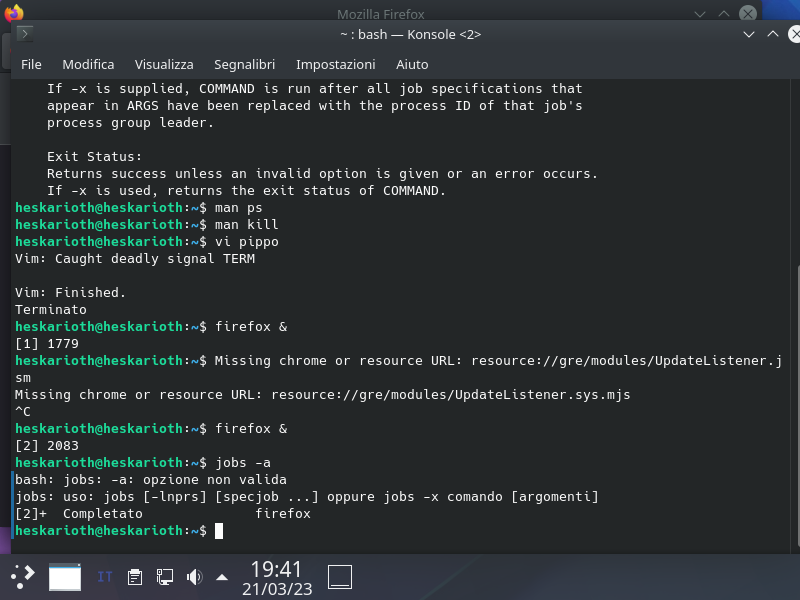 Mozilla Firefox
~ : bash — Konsole <2>
File Modifica Visualizza Segnalibri Impostazioni Aiuto
If -x is supplied, COMMAND is run after all job specifications that
appear in ARGS have been replaced with the process ID of that job's
process group leader.
Exit Status:
Returns success unless an invalid option is given or an error occurs.
If -x is used, returns the exit status of COMMAND.
heskarioth@heskarioth:~$ man ps
heskarioth@heskarioth:~$ man kill
heskarioth@heskarioth:~$ vi pippo
Vim: Caught deadly signal TERM
Vim: Finished.
Terminato
heskarioth@heskarioth:~$ firefox &
[1] 1779
heskarioth@heskarioth:~$ Missing chrome or resource URL: resource://gre/modules/UpdateListener.j
sm
Missing chrome or resource URL: resource://gre/modules/UpdateListener.sys.mjs
^C
heskarioth@heskarioth:~$ firefox &
[2] 2083
heskarioth@heskarioth:~$ jobs -a
bash: jobs: -a: opzione non valida
jobs: uso: jobs [-lnprs] [specjob ...] oppure jobs -x comando [argomenti]
[2]+  Completato              firefox
heskarioth@heskarioth:~$
IT
19:41
21/03/23